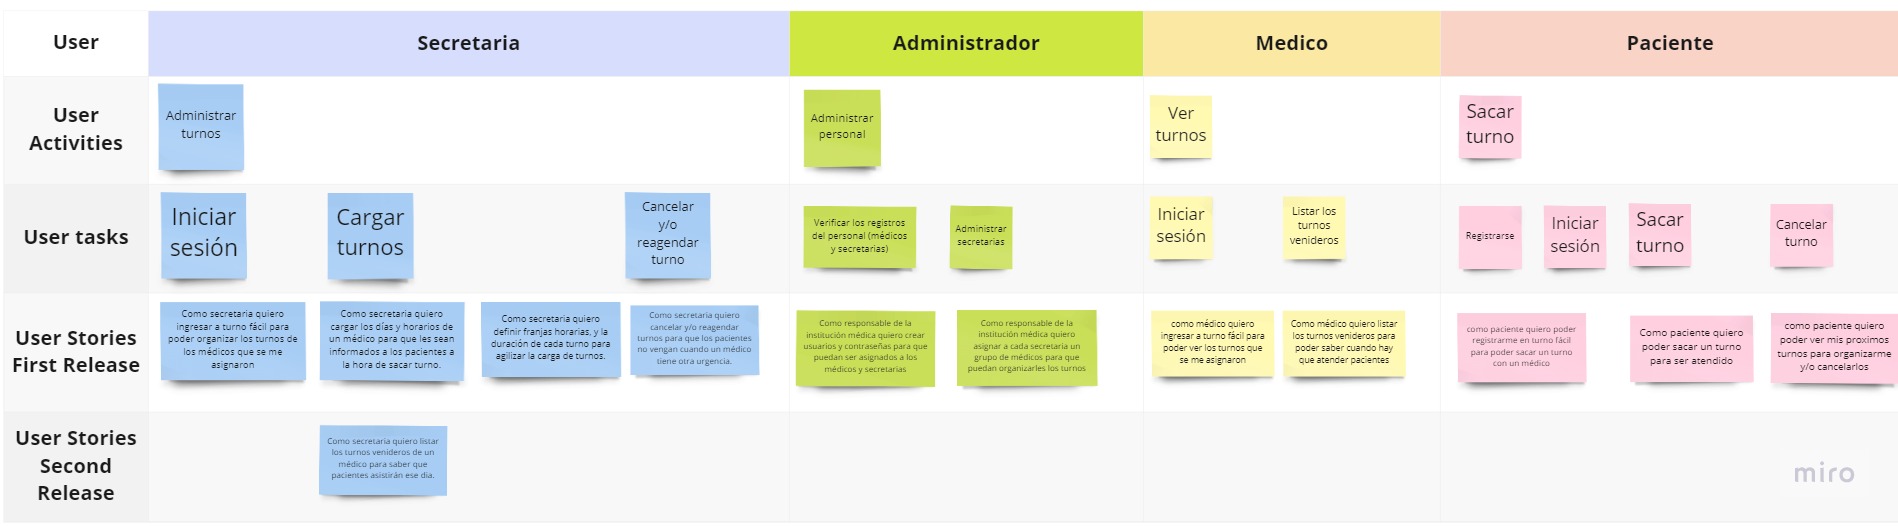 User
Secretaria
Administrador
Medico
Paciente
User
Activities
Administrar
turnos
Administrar
personal
Ver
turnos
Sacar
turno
User tasks
Iniciar
sesión
Cargar
turnos
Cancelar
y/o
reagendar
turno
Verificar los registros
del personal (médicos
y secretarias)
Administrar
secretarias
Iniciar
sesión
Listar los
turnos
venideros
Registrarse
Iniciar
sesión
Sacar
turno
Cancelar
turno
User Stories
First Release
Como secretaria quiero
ingresar a turno fácil para
poder organizar los turnos de
los médicos que se me
asignaron
Como secretaria quiero
cargar los días y horarios de
un médico para que les sean
informados a los pacientes a
la hora de sacar turno.
Como secretaria quiero
definir franjas horarias, y la
duración de cada turno para
agilizar la carga de turnos.
Como secretaria quiero
cancelar y/o reagendar
turnos para que los pacientes
no vengan cuando un médico
tiene otra urgencia.
Como responsable de la
institución médica quiero crear
usuarios y contraseñas para que
puedan ser asignados a los
médicos y secretarias
Como responsable de la
institución médica quiero
asignar a cada secretaria un
grupo de médicos para que
puedan organizarles los turnos
como médico quiero
ingresar a turno fácil para
poder ver los turnos que
se me asignaron
Como médico quiero listar
los turnos venideros para
poder saber cuando hay
que atender pacientes
como paciente quiero poder
registrarme en turno fácil
para poder sacar un turno
con un médico
Como paciente quiero
poder sacar un turno
para ser atendido
como paciente quiero
poder ver mis proximos
turnos para organizarme
y/o cancelarlos
User Stories
Second
Release
Como secretaria quiero listar
los turnos venideros de un
médico para saber que
pacientes asistirán ese día.
miro